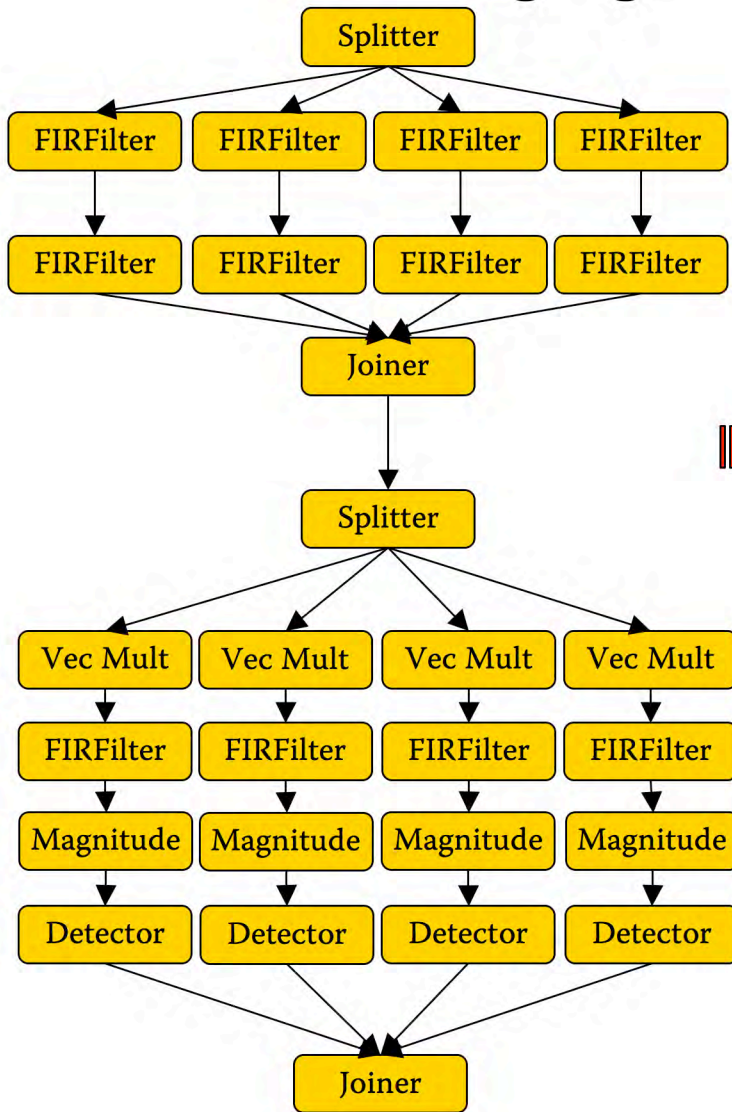 Splitter
FIRFilter FIRFilter FIRFilter FIRFilter
FIRFilter FIRFilter FIRFilter FIRFilter
Joiner
Splitter
Vec Mult Vec Mult Vec Mult Vec Mult
FIRFilter FIRFilter FIRFilter FIRFilter
Magnitude Magnitude Magnitude Magnitude
Detector Detector Detector Detector
Joiner